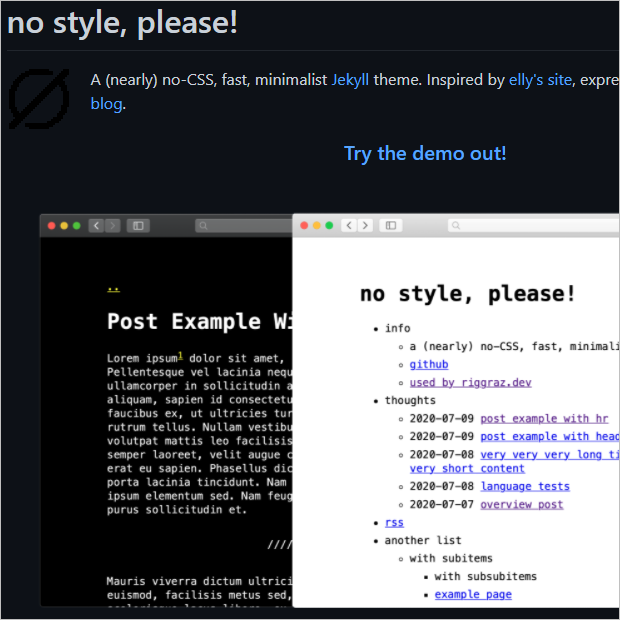 no style, please!
A (nearly) no-CSS, fast, minimalist Jekyll theme. Inspired by elly's site, expre
blog.
Try the demo out!
..
Post Example Wi
Lorem ipsum1 dolor sit amet,
Pellentesque vel lacinia nequ
ullamcorper in sollicitudin a
aliquam, sapien id consectetu
faucibus ex, ut ultricies tur
rutrum tellus. Nullam vestibu
volutpat mattis leo facilisis
semper laoreet, velit augue c
erat eu sapien. Phasellus dic
porta lacinia tincidunt. Nam
ipsum elementum sed. Nam feug
purus sollicitudin et.
////
Mauris viverra dictum ultrici
euismod, facilisis metus sed,
no style, please!
info
a (nearly) no-CSS, fast, minimali
github
used by riggraz.dev
thoughts
2020-07-09 post example with hr
2020-07-09 post example with head
2020-07-08 very very very long ti
very short content
2020-07-08 language tests
2020-07-07 overview post
rss
another list
with subitems
with subsubitems
example page